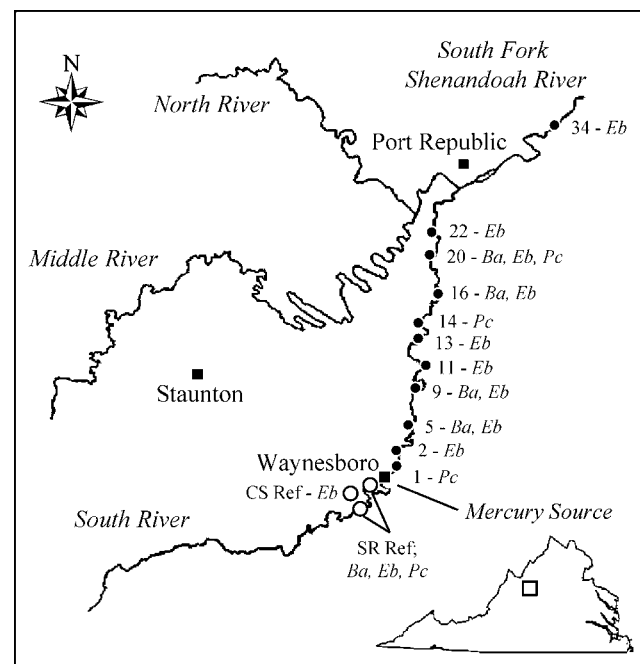 South Fork
Shenandoah River
N
North River
34 - Eb
Port Republic
22 - Eb
20 - Ba, Eb, Pc
Middle River
16 - Ba, Eb
14 - Pc
13 - Eb
11 - Eb
Staunton
9 - Ba, Eb
5 - Ba, Eb
2 - Eb
Waynesboro
1 - Pc
CS Ref - Eb
South River
Mercury Source
SR Ref;
Ba, Eb, Pc